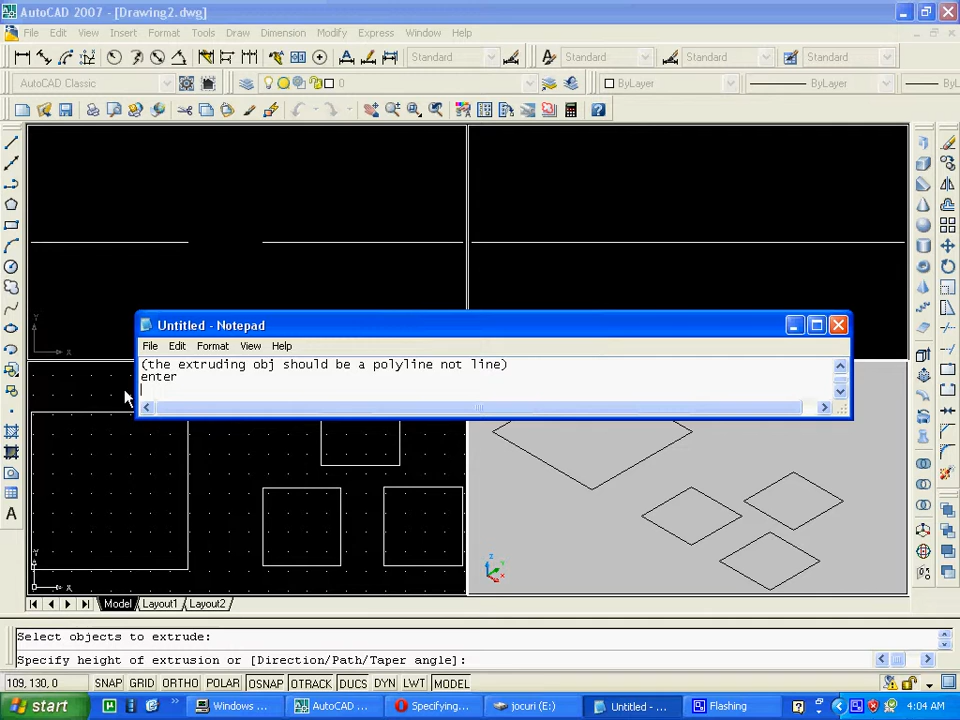 AutoCAD 2007 - [Drawing2.dwg]
File Edit View Insert Format Tools Draw Dimension Modify Express Window Help
Standard Standard Standard Standard
AutoCAD Classic 0 ByLayer ByLayer ByL
Untitled - Notepad
File Edit Format View Help
(the extruding obj should be a polyline not line)
enter
Y
X
Y
X
Z
Model Layout1 Layout2
Select objects to extrude:
Specify height of extrusion or [Direction/Path/Taper angle]:
109, 130, 0 SNAP GRID ORTHO POLAR OSNAP OTRACK DUCS DYN LWT MODEL
start Windows ... AutoCAD ... Specifying... jocuri (E:) Untitled - ... Flashing 4:04 AM